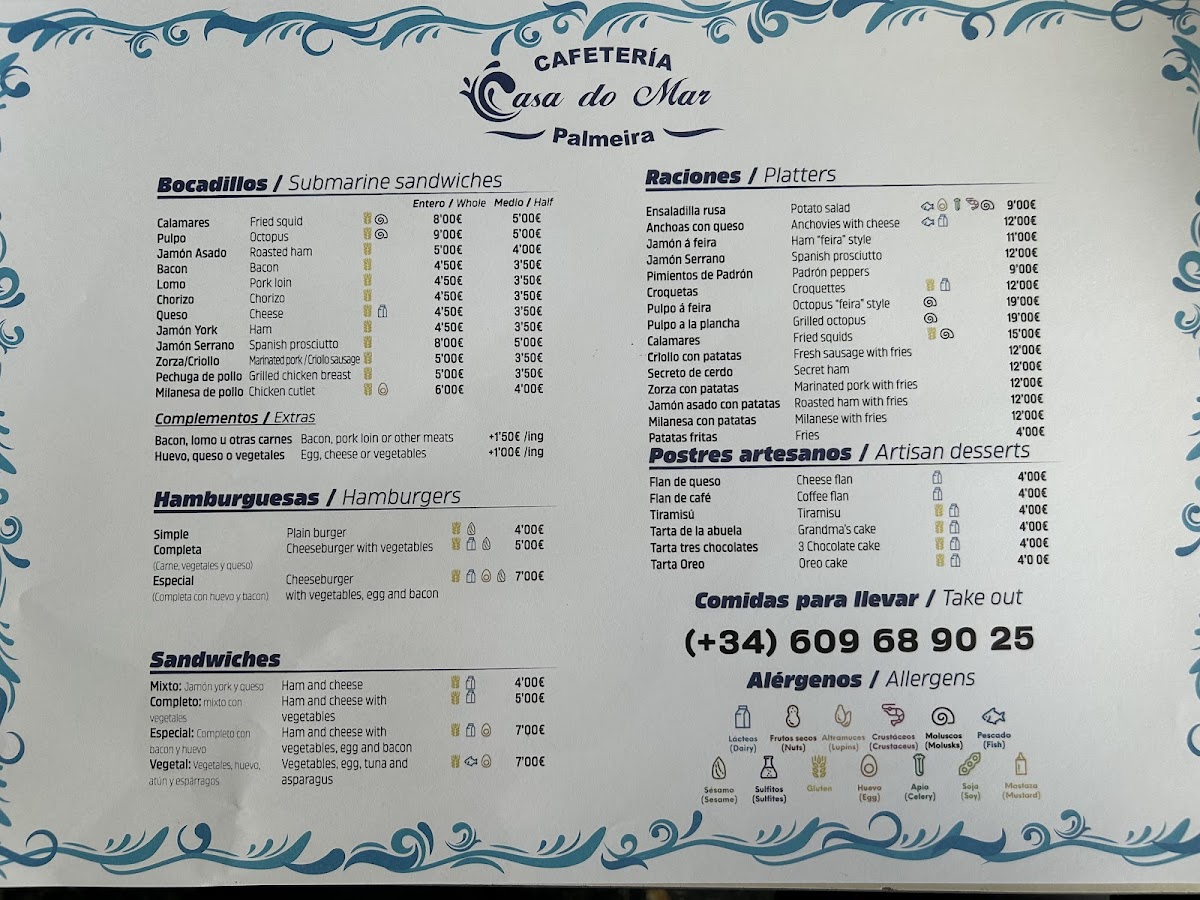 CAFETERÍA
Casa do Mar
Palmeira
Bocadillos / Submarine sandwiches
Entero / Whole Medio / Half
Calamares Fried squid 8'00€ 5'00€
Pulpo Octopus 9'00€ 5'00€
Jamón Asado Roasted ham 5'00€ 4'00€
Bacon Bacon 4'50€ 3'50€
Lomo Pork loin 4'50€ 3'50€
Chorizo Chorizo 4'50€ 3'50€
Queso Cheese 4'50€ 3'50€
Jamón York Ham 4'50€ 3'50€
Jamón Serrano Spanish prosciutto 8'00€ 5'00€
Zorza/Criollo Marinated pork / Criollo sausage 5'00€ 3'50€
Pechuga de pollo Grilled chicken breast 5'00€ 3'50€
Milanesa de pollo Chicken cutlet 6'00€ 4'00€
Complementos / Extras
Bacon, lomo u otras carnes Bacon, pork loin or other meats +1'50€ /ing
Huevo, queso o vegetales Egg, cheese or vegetables +1'00€ /ing
Hamburguesas / Hamburgers
Simple Plain burger 4'00€
Completa Cheeseburger with vegetables 5'00€
(Carne, vegetales y queso)
Especial Cheeseburger 7'00€
(Completa con huevo y bacon) with vegetables, egg and bacon
Sandwiches
Mixto: Jamón york y queso Ham and cheese 4'00€
Completo: mixto con Ham and cheese with 5'00€
vegetales vegetables
Especial: Completo con Ham and cheese with 7'00€
bacon y huevo vegetables, egg and bacon
Vegetal: Vegetales, huevo, Vegetables, egg, tuna and 7'00€
atún y espárragos asparagus
Raciones / Platters
Ensaladilla rusa Potato salad 9'00€
Anchoas con queso Anchovies with cheese 12'00€
Jamón á feira Ham "feira" style 11'00€
Jamón Serrano Spanish prosciutto 12'00€
Pimientos de Padrón Padrón peppers 9'00€
Croquetas Croquettes 12'00€
Pulpo á feira Octopus "feira" style 19'00€
Pulpo a la plancha Grilled octopus 19'00€
Calamares Fried squids 15'00€
Criollo con patatas Fresh sausage with fries 12'00€
Secreto de cerdo Secret ham 12'00€
Zorza con patatas Marinated pork with fries 12'00€
Jamón asado con patatas Roasted ham with fries 12'00€
Milanesa con patatas Milanese with fries 12'00€
Patatas fritas Fries 4'00€
Postres artesanos / Artisan desserts
Flan de queso Cheese flan 4'00€
Flan de café Coffee flan 4'00€
Tiramisú Tiramisu 4'00€
Tarta de la abuela Grandma's cake 4'00€
Tarta tres chocolates 3 Chocolate cake 4'00€
Tarta Oreo Oreo cake 4'0 0€
Comidas para llevar / Take out
(+34) 609 68 90 25
Alérgenos / Allergens
Lácteos Frutos secos Altramuces Crustáceos Moluscos Pescado
(Dairy) (Nuts) (Lupins) (Crustaceus) (Molusks) (Fish)
Sésamo Sulfitos Gluten Huevo Apio Soja Mostaza
(Sesame) (Sulfites) (Egg) (Celery) (Soy) (Mustard)